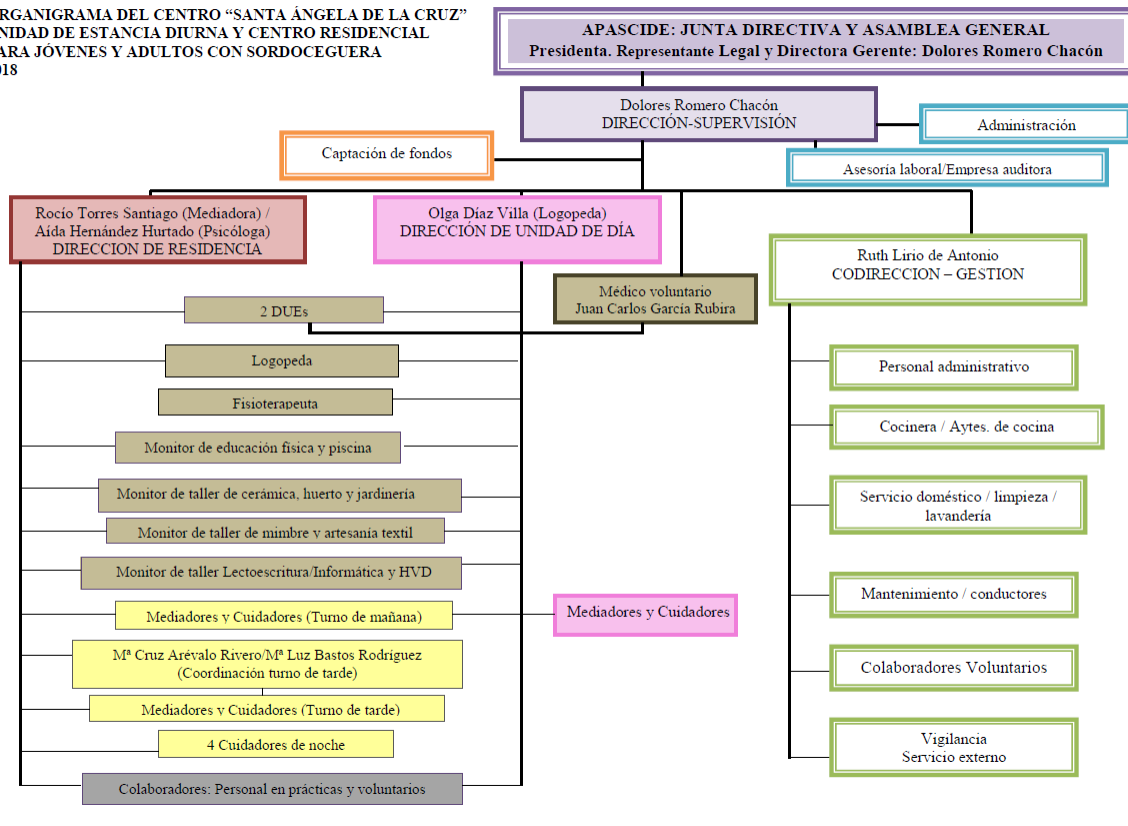 RGANIGRAMA DEL CENTRO “SANTA ÁNGELA DE LA CRUZ”
NIDAD DE ESTANCIA DIURNA Y CENTRO RESIDENCIAL
ARA JÓVENES Y ADULTOS CON SORDOCEGUERA
018
APASCIDE: JUNTA DIRECTIVA Y ASAMBLEA GENERAL
Presidenta. Representante Legal y Directora Gerente: Dolores Romero Chacón
Dolores Romero Chacón
DIRECCIÓN-SUPERVISIÓN
Administración
Captación de fondos
Asesoría laboral/Empresa auditora
Rocío Torres Santiago (Mediadora) /
Aída Hernández Hurtado (Psicóloga)
DIRECCION DE RESIDENCIA
Olga Díaz Villa (Logopeda)
DIRECCIÓN DE UNIDAD DE DÍA
Ruth Lirio de Antonio
CODIRECCION – GESTION
Médico voluntario
Juan Carlos García Rubira
2 DUEs
Logopeda
Fisioterapeuta
Monitor de educación física y piscina
Monitor de taller de cerámica, huerto y jardinería
Monitor de taller de mimbre y artesanía textil
Monitor de taller Lectoescritura/Informática y HVD
Mediadores y Cuidadores (Turno de mañana)
Mediadores y Cuidadores
Mª Cruz Arévalo Rivero/Mª Luz Bastos Rodríguez
(Coordinación turno de tarde)
Mediadores y Cuidadores (Turno de tarde)
4 Cuidadores de noche
Colaboradores: Personal en prácticas y voluntarios
Personal administrativo
Cocinera / Aytes. de cocina
Servicio doméstico / limpieza /
lavandería
Mantenimiento / conductores
Colaboradores Voluntarios
Vigilancia
Servicio externo